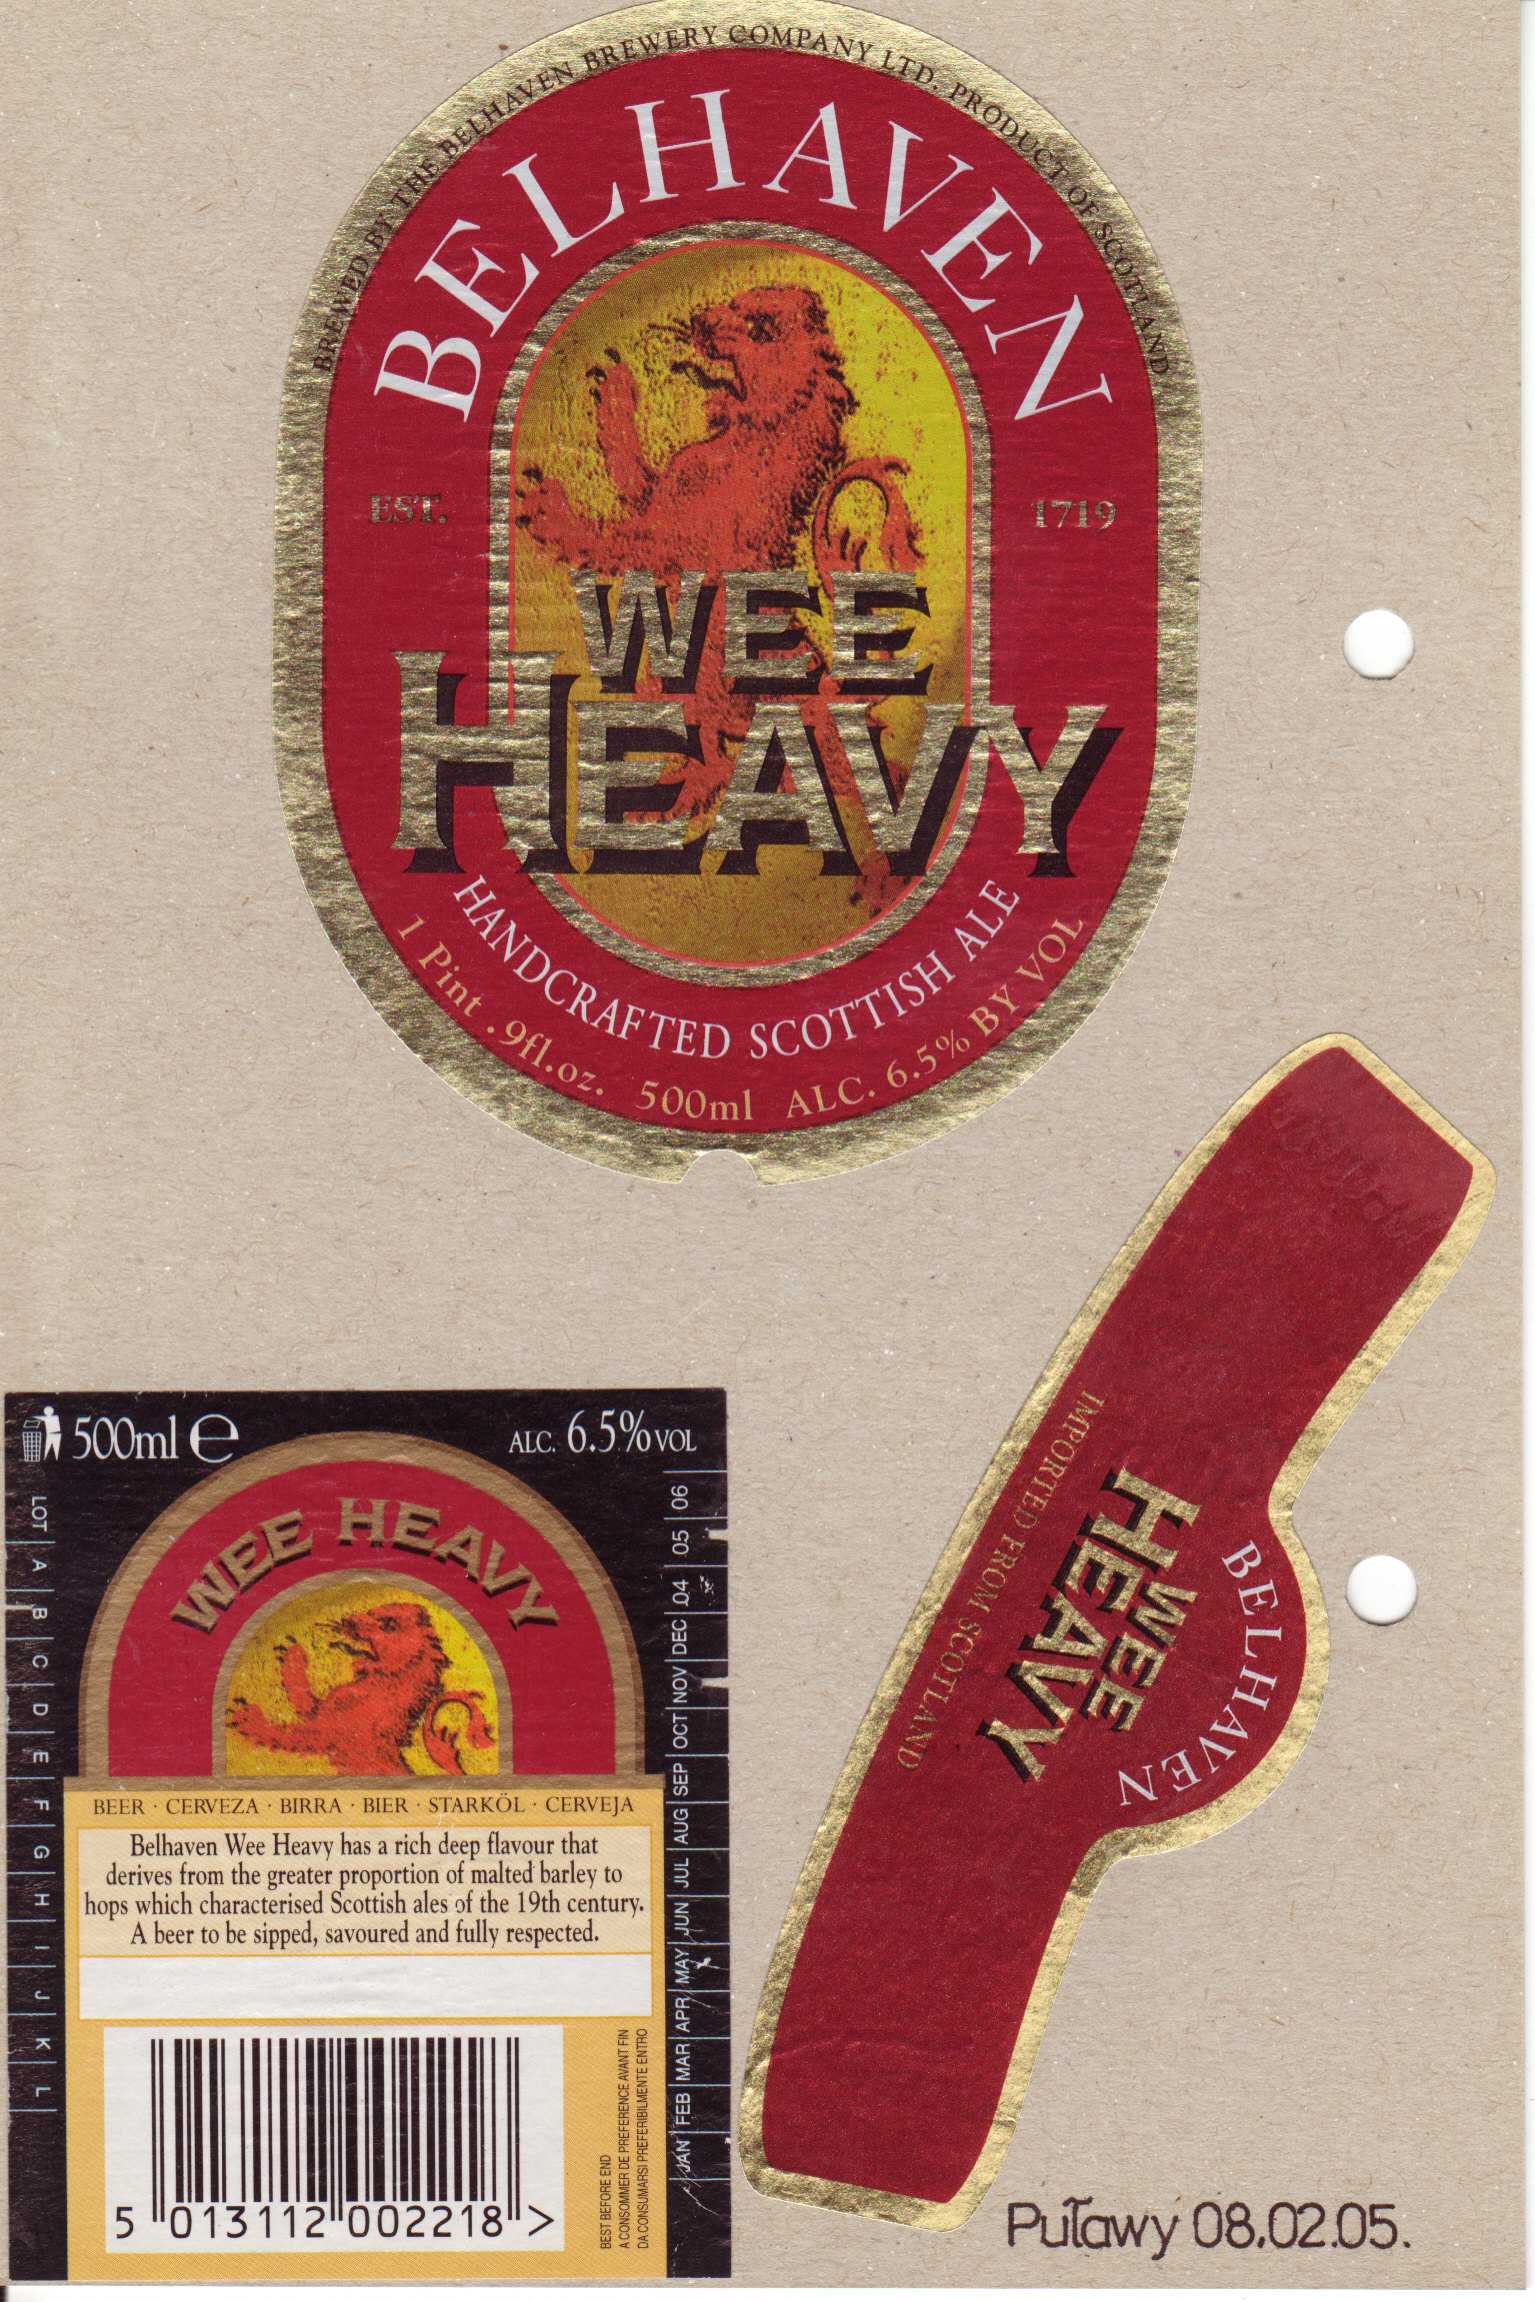 BREWED BY THE BELHAVEN BREWERY COMPANY LTD. PRODUCT OF SCOTLAND
BELHAVEN
EST. 1719
WEE
HEAVY
HANDCRAFTED SCOTTISH ALE
1 Pint .9fl.oz. 500ml ALC. 6.5% BY VOL
BELHAVEN
WEE
HEAVY
IMPORTED FROM SCOTLAND
500ml e ALC. 6.5% VOL
WEE HEAVY
LOT A B C D E F G H I J K L
JAN FEB MAR APR MAY JUN JUL AUG SEP OCT NOV DEC 04 05 06
BEER · CERVEZA · BIRRA · BIER · STARKÖL · CERVEJA
Belhaven Wee Heavy has a rich deep flavour that
derives from the greater proportion of malted barley to
hops which characterised Scottish ales of the 19th century.
A beer to be sipped, savoured and fully respected.
5 013112 002218 >
BEST BEFORE END
A CONSOMMER DE PREFERENCE AVANT FIN
DA CONSUMARSI PREFERIBILMENTE ENTRO
Puławy 08.02.05.